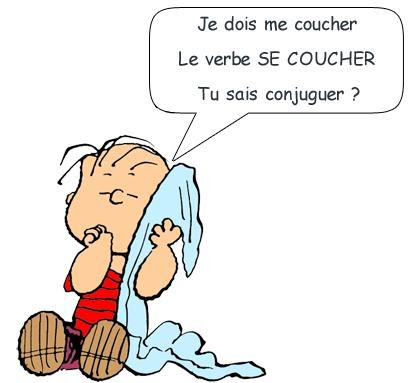 Je dois me coucher
Le verbe SE COUCHER
Tu sais conjuguer ?